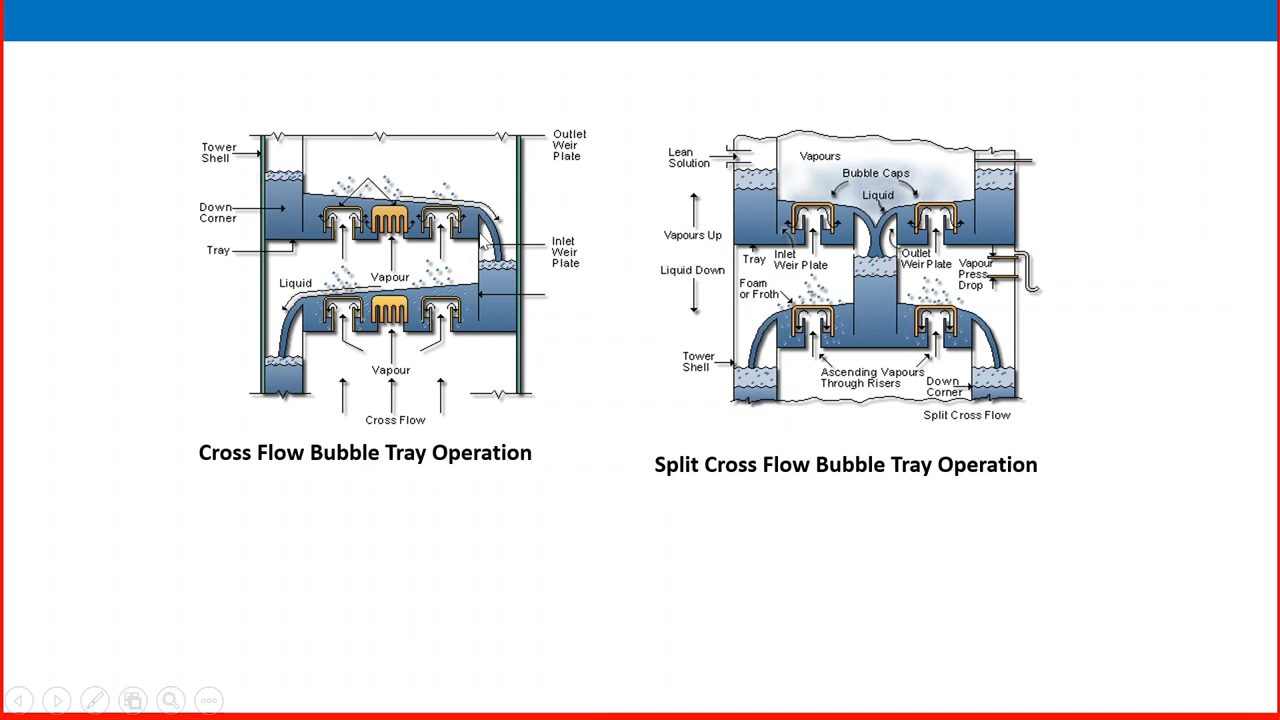 Tower
Shell
Down
Corner
Tray
Outlet
Weir
Plate
Inlet
Weir
Plate
Liquid
Vapour
Vapour
Cross Flow
Cross Flow Bubble Tray Operation
Lean
Solution
Vapours
Bubble Caps
Liquid
Vapours Up
Liquid Down
Tray
Inlet
Weir Plate
Outlet
Weir Plate
Vapour
Press
Drop
Foam
or Froth
Tower
Shell
Ascending Vapours
Through Risers
Down
Corner
Split Cross Flow
Split Cross Flow Bubble Tray Operation